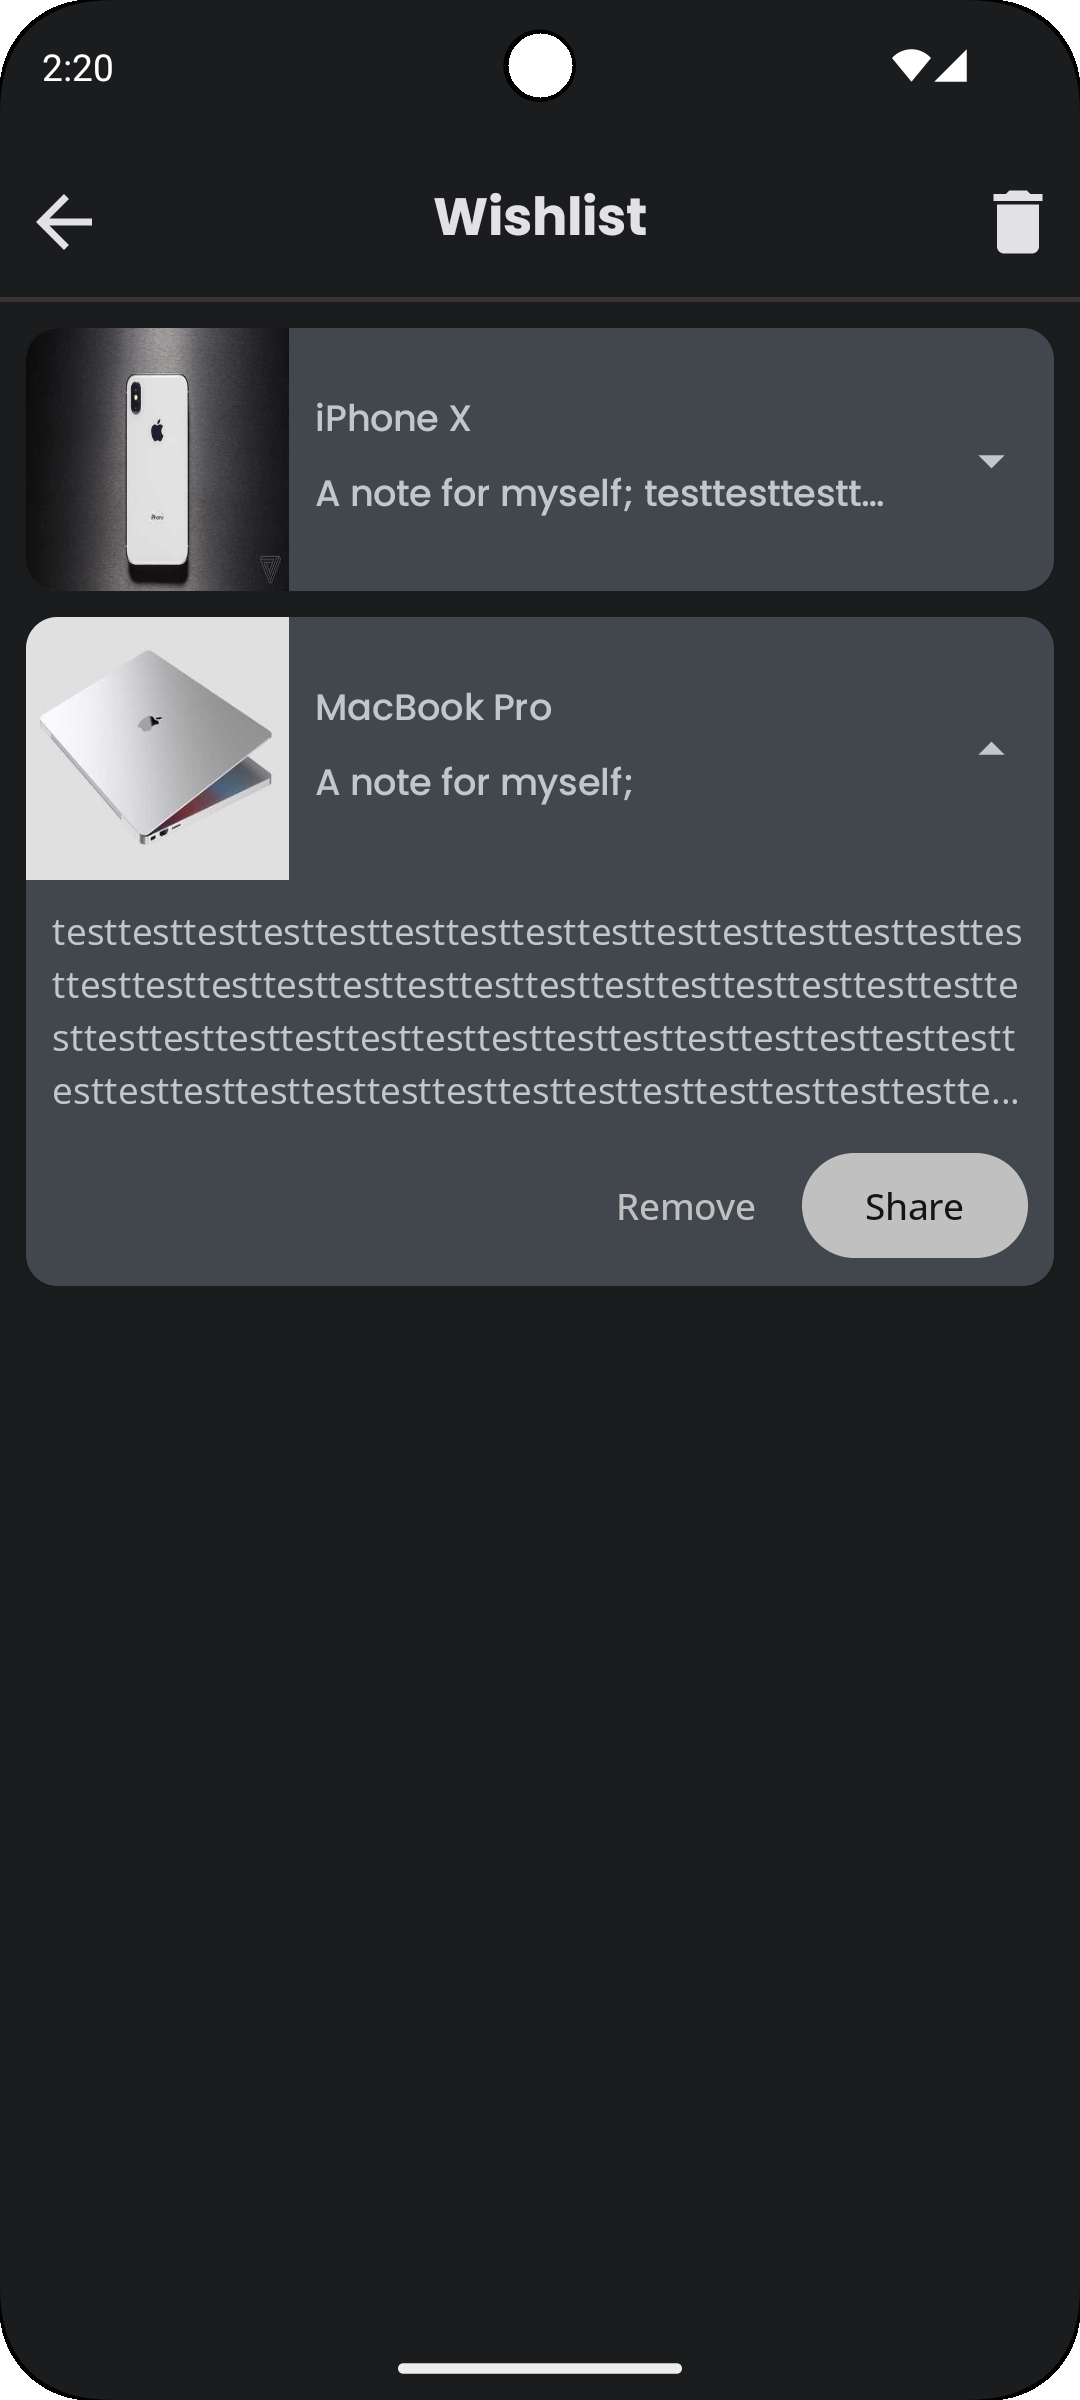 2:20
Wishlist
iPhone X
A note for myself; testtesttestt...
MacBook Pro
A note for myself;
testtesttesttesttesttesttesttesttesttesttesttesttesttesttes
ttesttesttesttesttesttesttesttesttesttesttesttesttesttestte
sttesttesttesttesttesttesttesttesttesttesttesttesttesttestt
esttesttesttesttesttesttesttesttesttesttesttesttesttestte...
Remove
Share